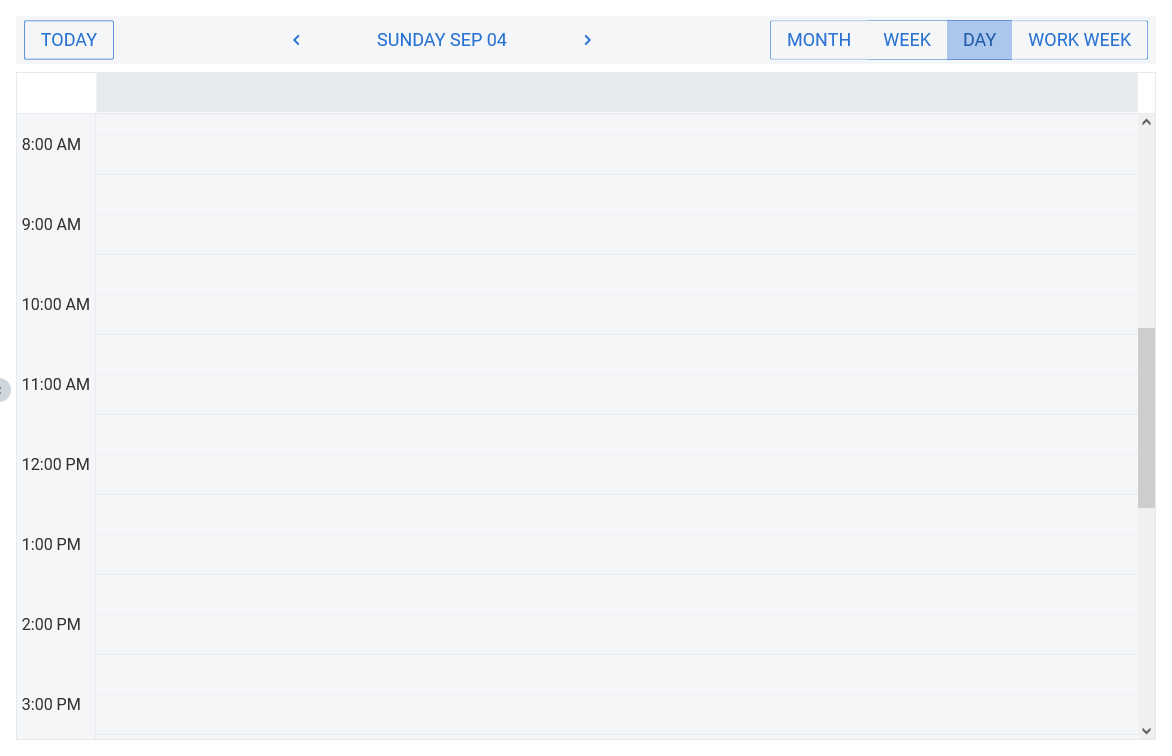 TODAY SUNDAY SEP 04 MONTH WEEK DAY WORK WEEK
8:00 AM
9:00 AM
10:00 AM
11:00 AM
12:00 PM
1:00 PM
2:00 PM
3:00 PM